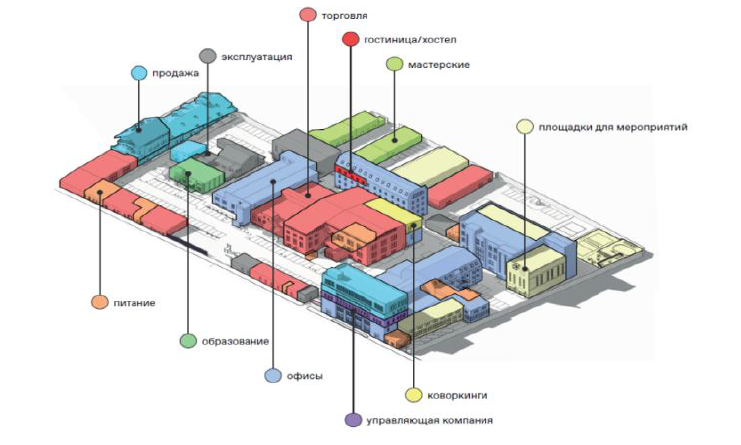 торговля
гостиница/хостел
эксплуатация
мастерские
продажа
площадки для мероприятий
питание
образование
офисы
коворкинги
управляющая компания